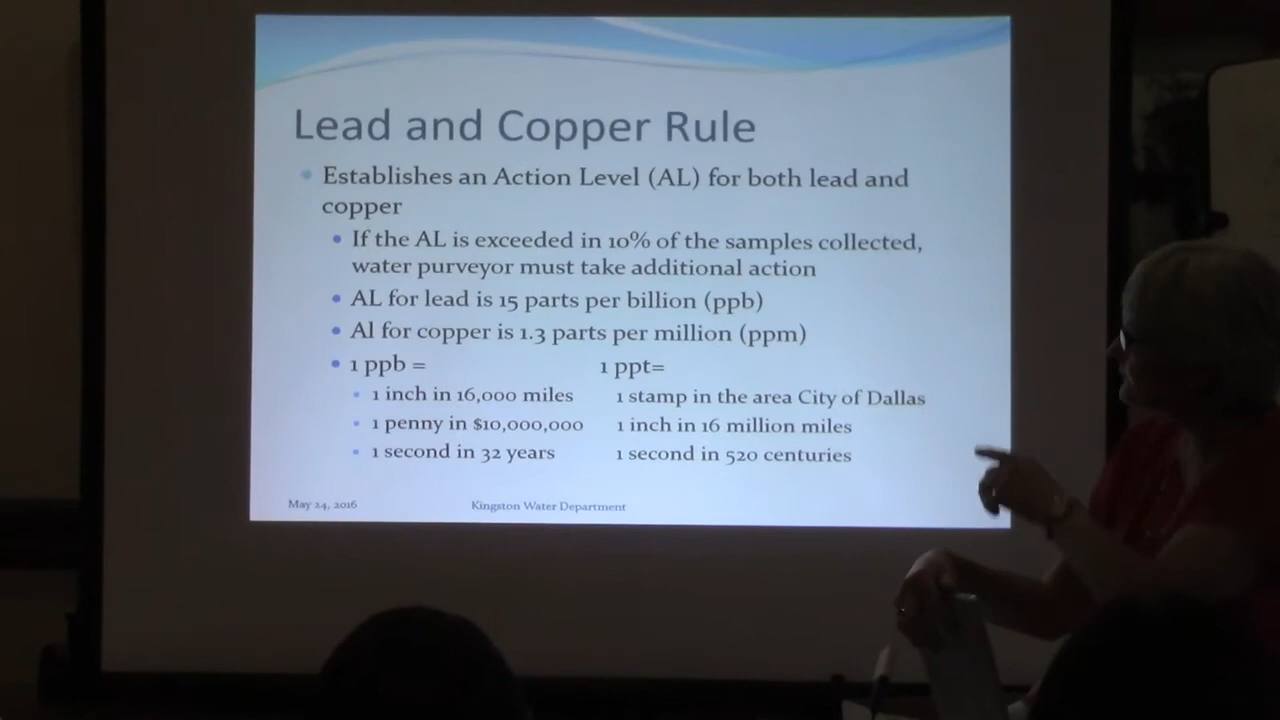 Lead and Copper Rule
Establishes an Action Level (AL) for both lead and
copper
If the AL is exceeded in 10% of the samples collected,
water purveyor must take additional action
AL for lead is 15 parts per billion (ppb)
Al for copper is 1.3 parts per million (ppm)
1 ppb = 1 ppt=
1 inch in 16,000 miles 1 stamp in the area City of Dallas
1 penny in $10,000,000 1 inch in 16 million miles
1 second in 32 years 1 second in 520 centuries
May 24, 2016 Kingston Water Department